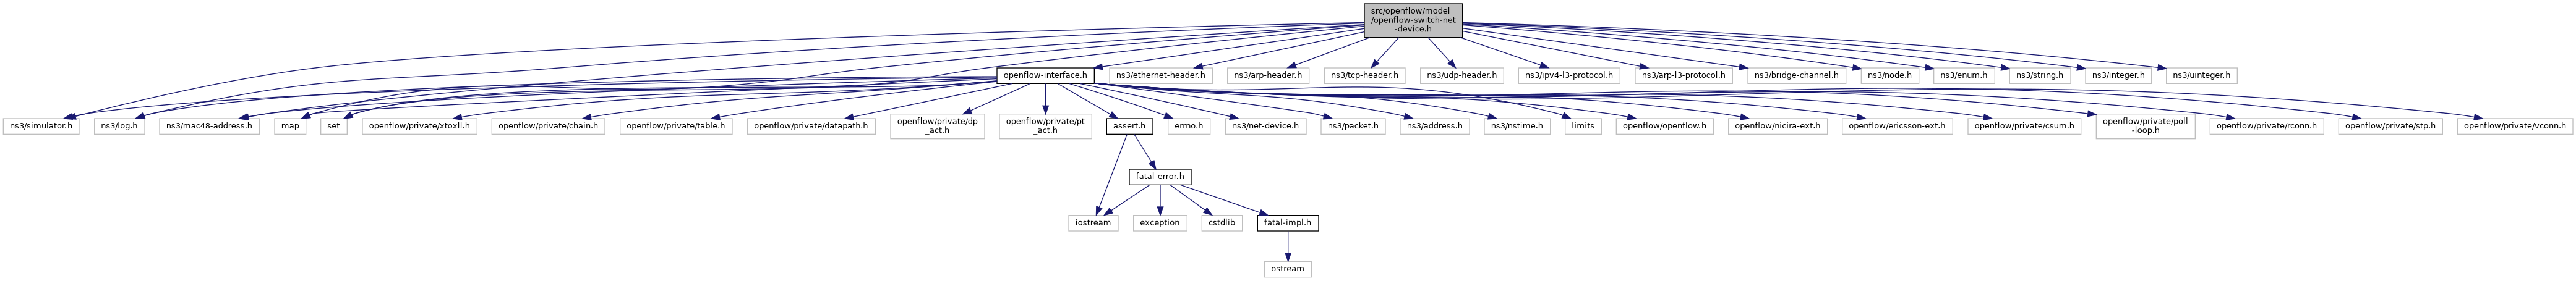 src/openflow/model
/openflow-switch-net
-device.h
openflow-interface.h
ns3/ethernet-header.h
ns3/arp-header.h
ns3/tcp-header.h
ns3/udp-header.h
ns3/ipv4-l3-protocol.h
ns3/arp-l3-protocol.h
ns3/bridge-channel.h
ns3/node.h
ns3/enum.h
ns3/string.h
ns3/integer.h
ns3/uinteger.h
ns3/simulator.h
ns3/log.h
ns3/mac48-address.h
map
set
openflow/private/xtoxll.h
openflow/private/chain.h
openflow/private/table.h
openflow/private/datapath.h
openflow/private/dp
_act.h
openflow/private/pt
_act.h
assert.h
errno.h
ns3/net-device.h
ns3/packet.h
ns3/address.h
ns3/nstime.h
limits
openflow/openflow.h
openflow/nicira-ext.h
openflow/ericsson-ext.h
openflow/private/csum.h
openflow/private/poll
-loop.h
openflow/private/rconn.h
openflow/private/stp.h
openflow/private/vconn.h
fatal-error.h
iostream
exception
cstdlib
fatal-impl.h
ostream